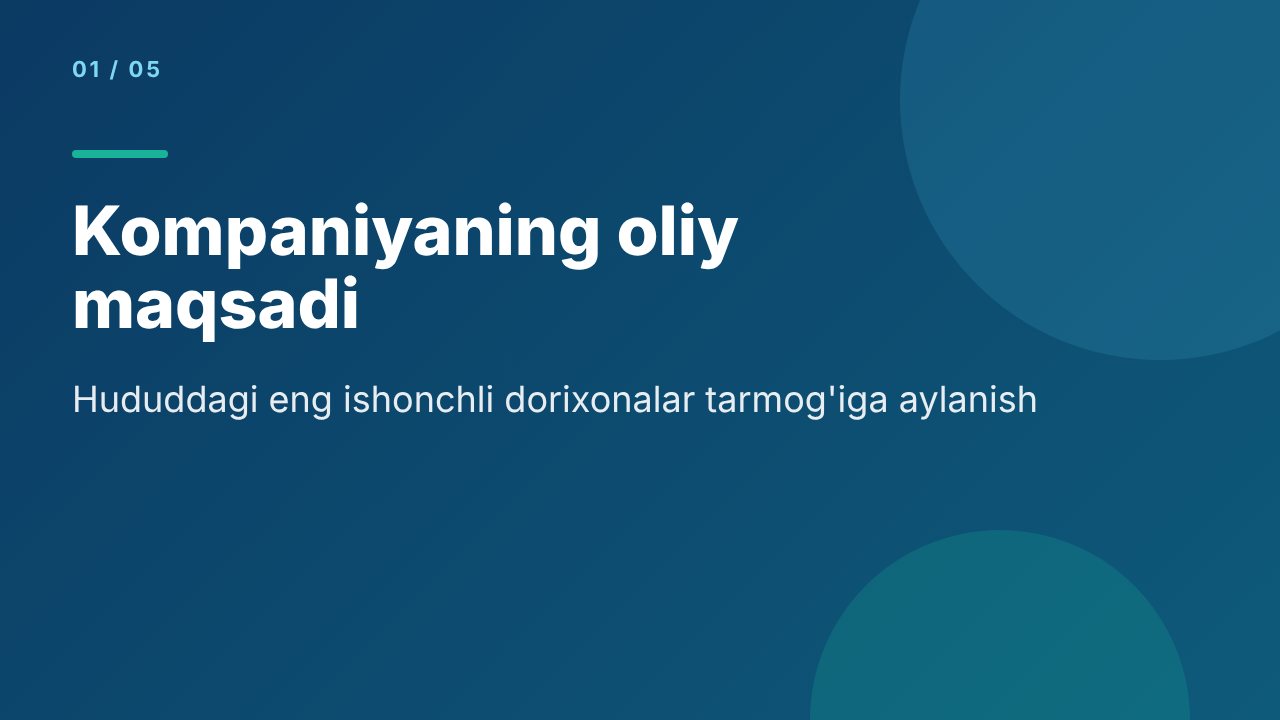 01 / 05
Kompaniyaning oliy
maqsadi
Hududdagi eng ishonchli dorixonalar tarmog'iga aylanish